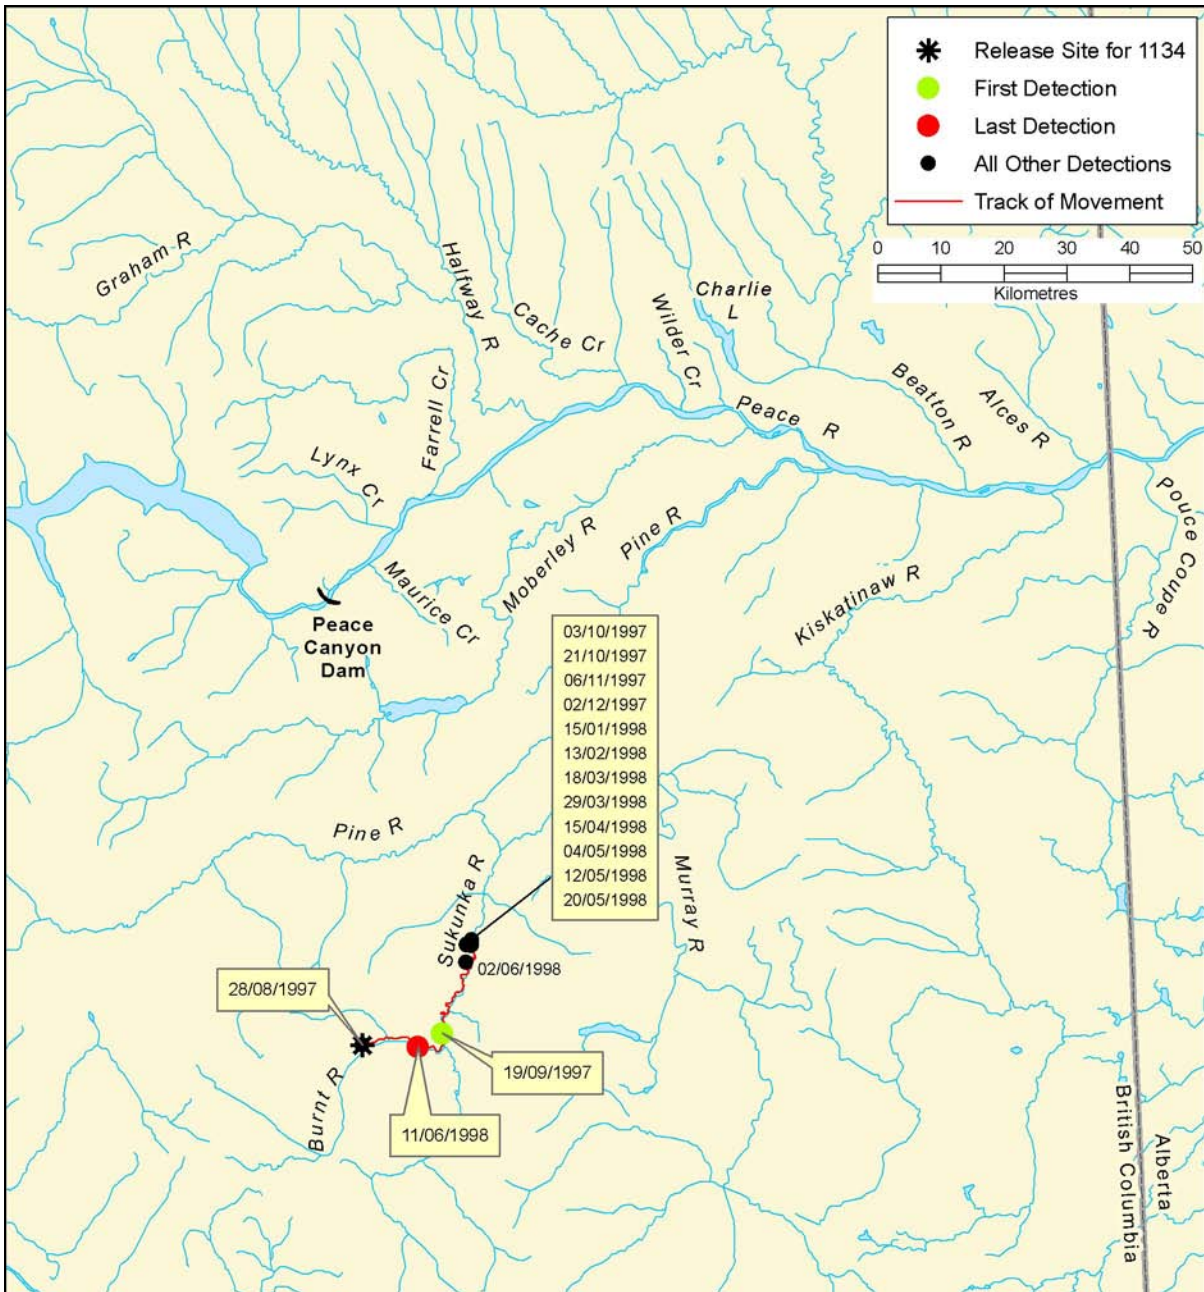 Release Site for 1134
First Detection
Last Detection
All Other Detections
Track of Movement
0 10 20 30 40 50
Kilometres
Graham R
Halfway R
Cache Cr
Wilder Cr
Charlie
L
Farrell Cr
Lynx Cr
Peace R
Beatton R
Alces R
Pouce Coupe R
Maurice Cr
Moberley R
Pine R
Kiskatinaw R
Peace
Canyon
Dam
03/10/1997
21/10/1997
06/11/1997
02/12/1997
15/01/1998
13/02/1998
18/03/1998
29/03/1998
15/04/1998
04/05/1998
12/05/1998
20/05/1998
Pine R
Sukunka R
Murray R
02/06/1998
28/08/1997
19/09/1997
11/06/1998
Burnt R
British Columbia
Alberta